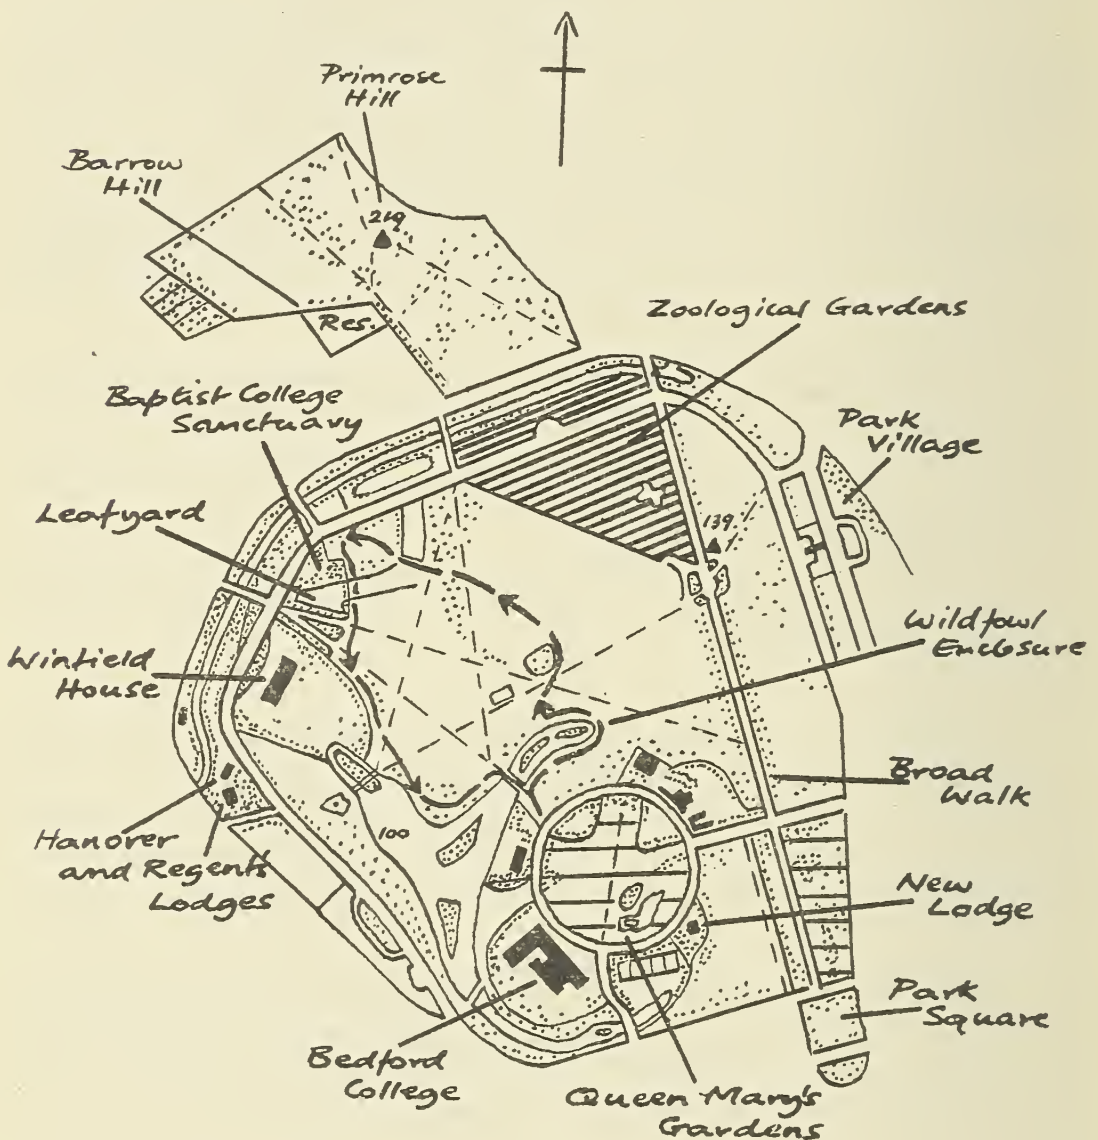 Primrose
Hill
Barrow
Hill
219
Res.
Zoological Gardens
Baptist College
Sanctuary
Park
Village
Leafyard
139
Wildfowl
Enclosure
Winfield
House
Broad
Walk
100
Hanover
and Regent's
Lodges
New
Lodge
Park
Square
Bedford
College
Queen Mary's
Gardens